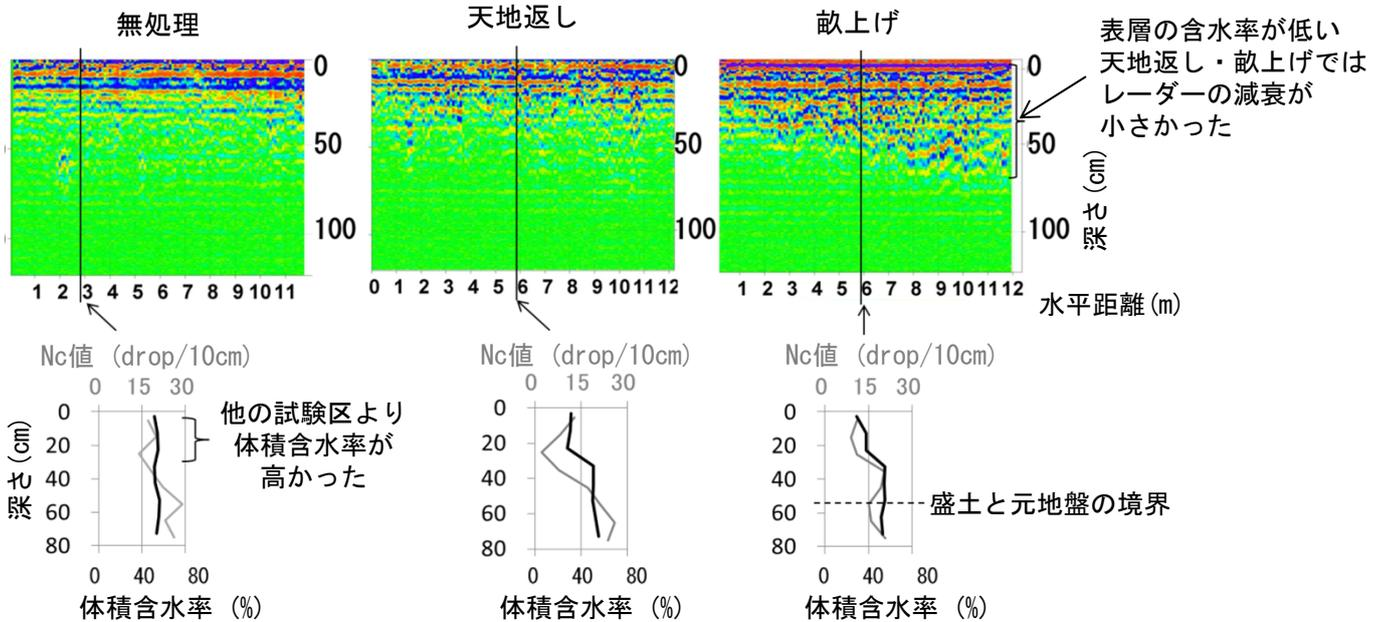 無処理
天地返し
畝上げ
表層の含水率が低い
天地返し・畝上げでは
レーダーの減衰が
小さかった
0
50
100
1 2 3 4 5 6 7 8 9 10 11
0
50
100
0 1 2 3 4 5 6 7 8 9 10 11 12
0
50
100
深さ(cm)
1 2 3 4 5 6 7 8 9 10 11 12
水平距離(m)
Nc値 (drop/10cm)
0 15 30
深さ(cm)
0
20
40
60
80
0 40 80
体積含水率 (%)
他の試験区より
体積含水率が
高かった
Nc値 (drop/10cm)
0 15 30
0
20
40
60
80
0 40 80
体積含水率 (%)
Nc値 (drop/10cm)
0 15 30
0
20
40
60
80
盛土と元地盤の境界
0 40 80
体積含水率 (%)